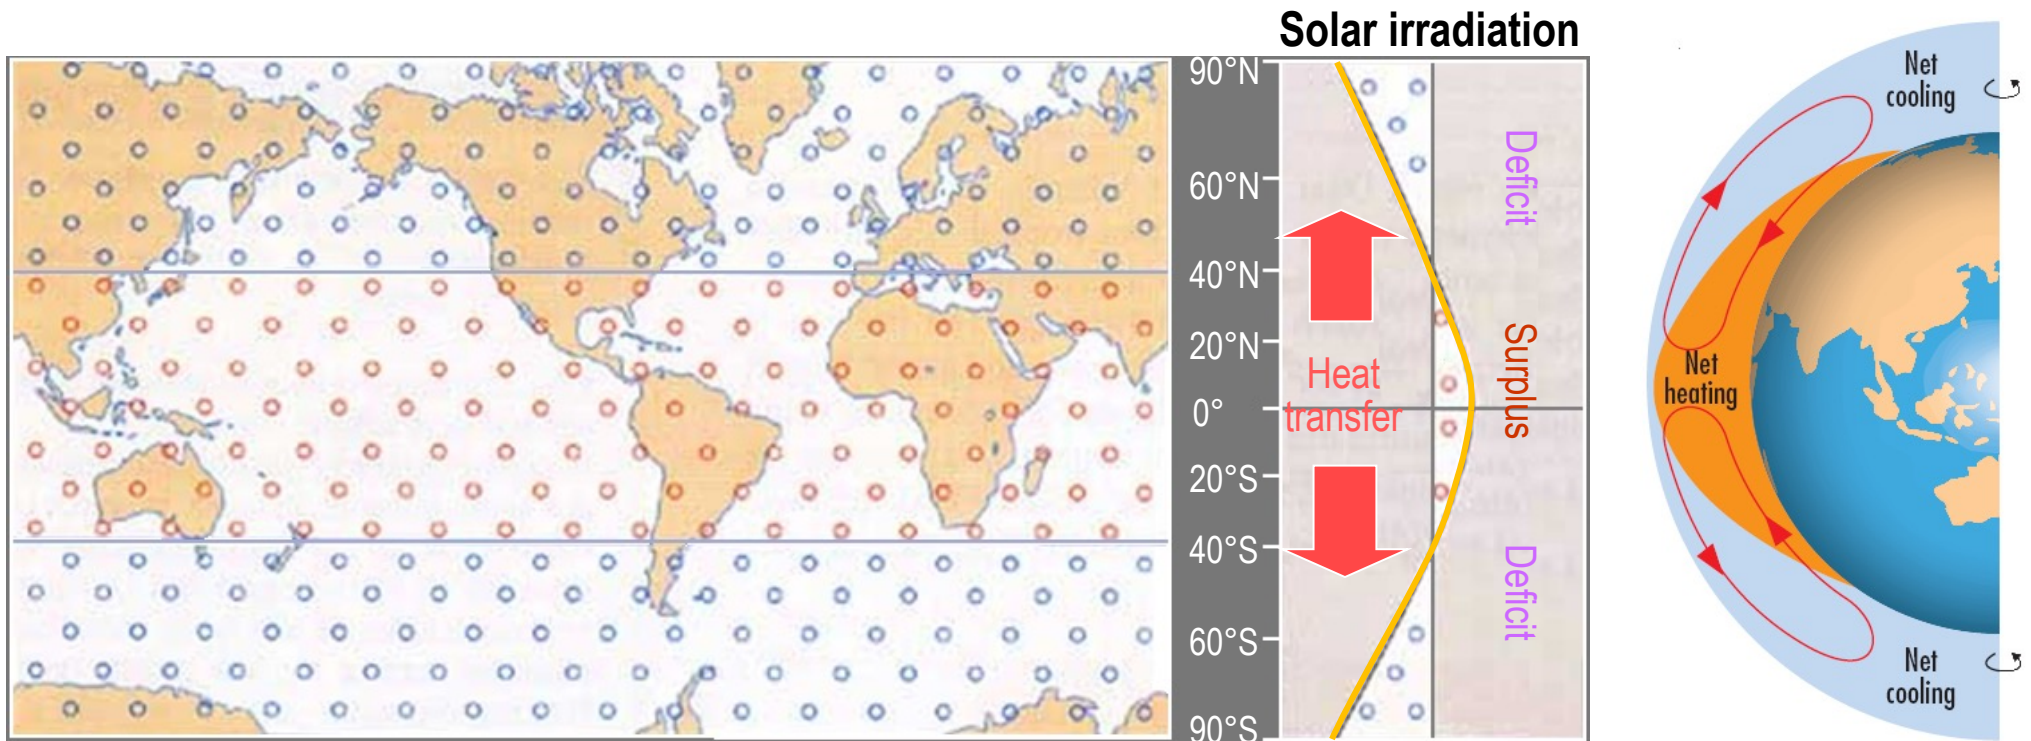 Solar irradiation
90°N
60°N
40°N
20°N
0°
20°S
40°S
60°S
90°S
Heat
transfer
Deficit
Surplus
Deficit
Net
cooling
Net
heating
Net
cooling